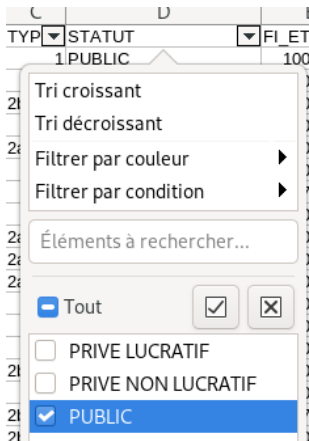 C D
TYP STATUT FI_ET
1 PUBLIC 100
Tri croissant
Tri décroissant
Filtrer par couleur
Filtrer par condition
Éléments à rechercher...
Tout
PRIVE LUCRATIF
PRIVE NON LUCRATIF
PUBLIC